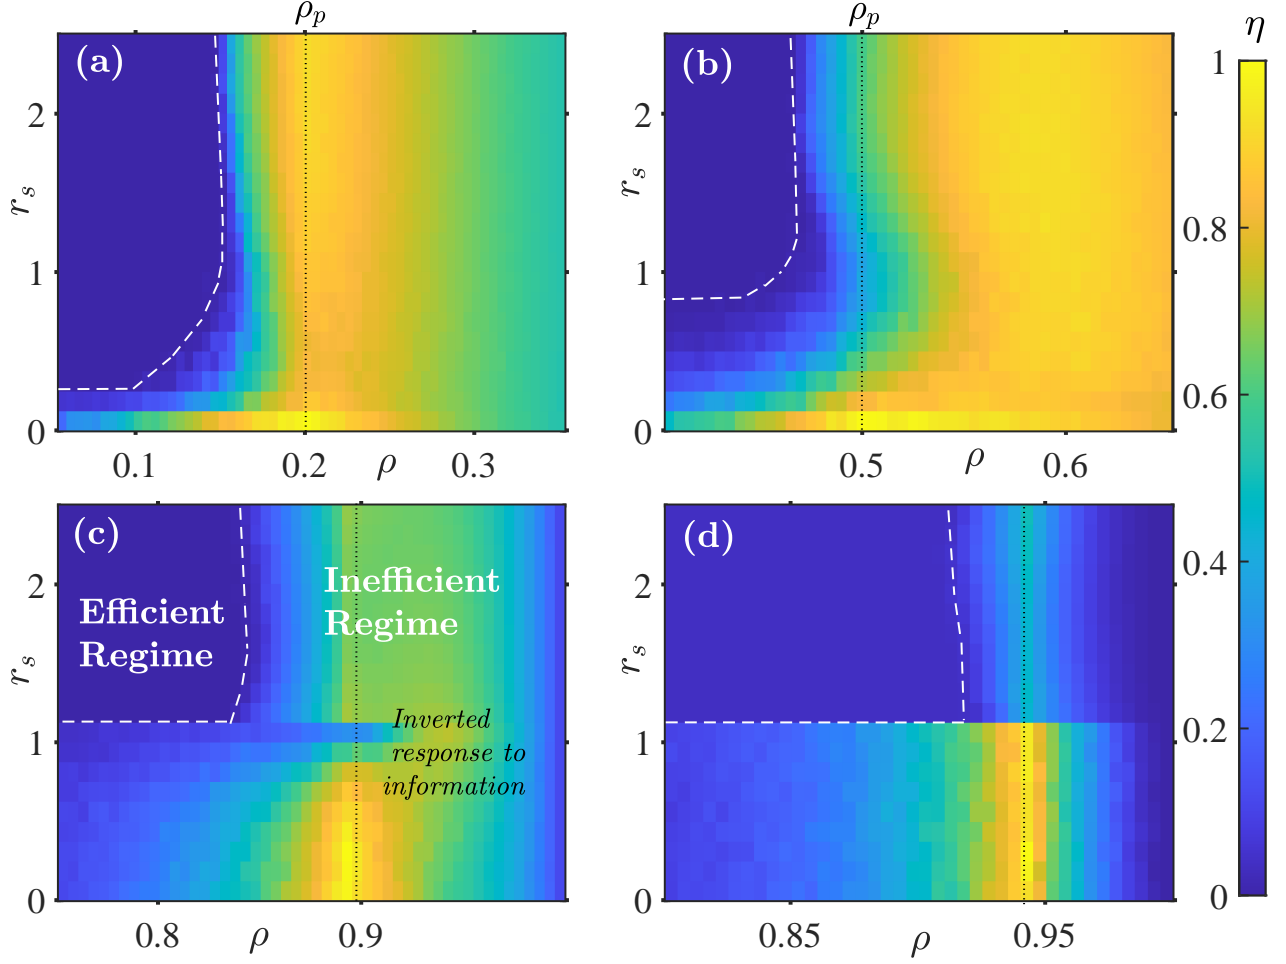 ρp ρp η
(a) (b) 1
2 2
rs rs
0.8
1 1
0 0 0.6
0.1 0.2 ρ 0.3 0.5 ρ 0.6
(c) (d)
Inefficient
Regime
0.4
2 2
Efficient
Regime
rs rs
Inverted
response to
information
1 1 0.2
0 0 0
0.8 ρ 0.9 0.85 ρ 0.95